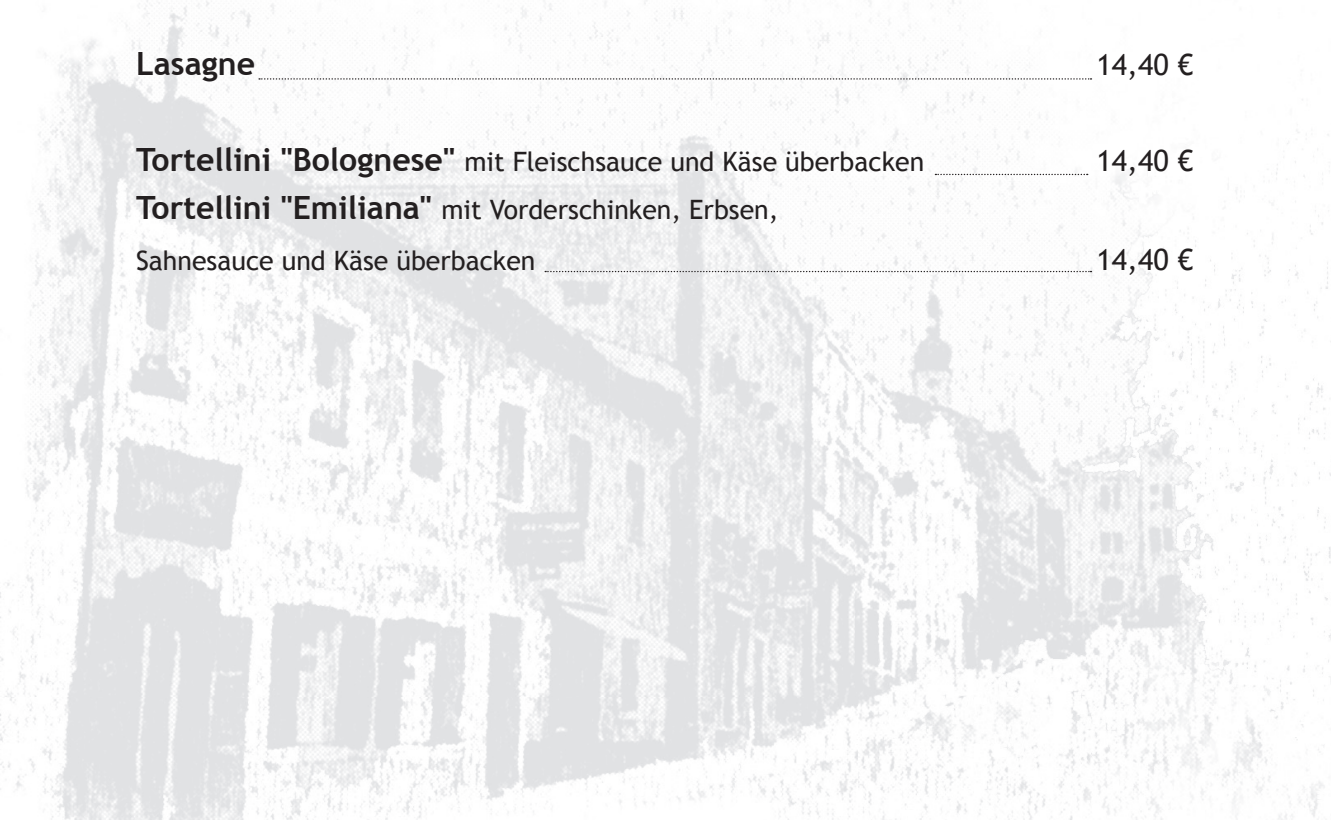 Lasagne 14,40 €
Tortellini "Bolognese" mit Fleischsauce und Käse überbacken 14,40 €
Tortellini "Emiliana" mit Vorderschinken, Erbsen,
Sahnesauce und Käse überbacken 14,40 €